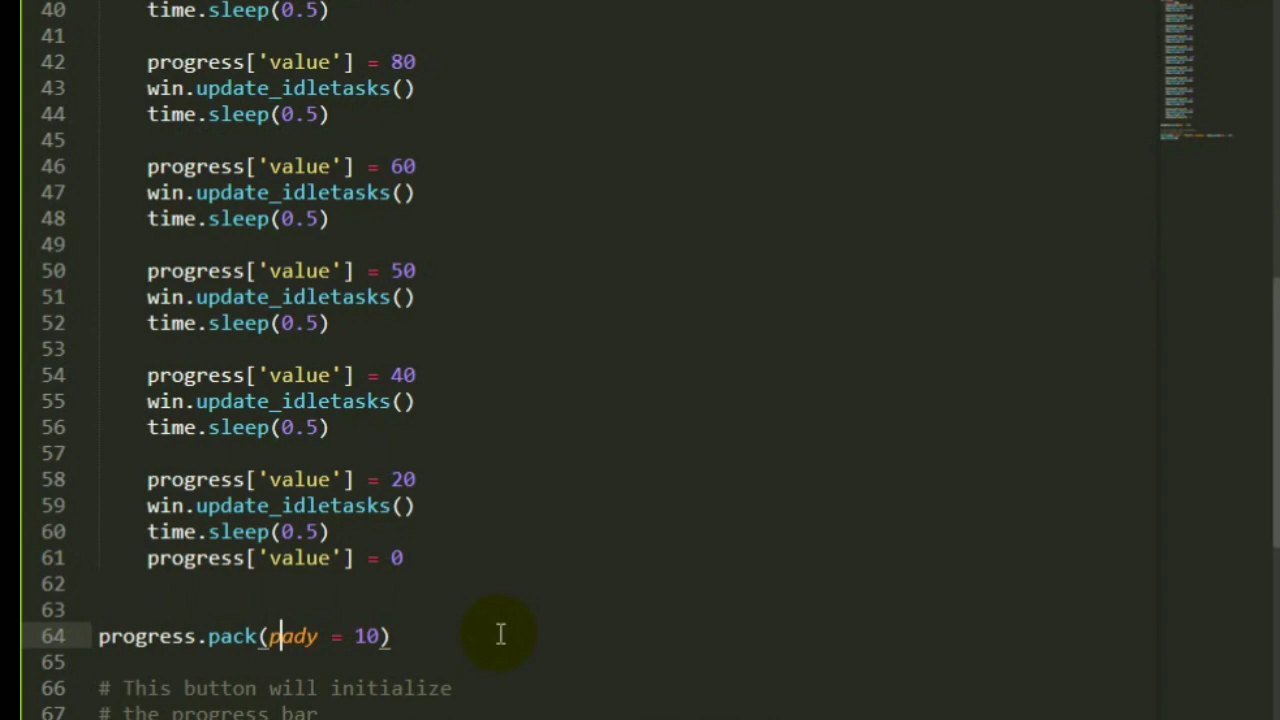 40 time.sleep(0.5)
41
42 progress['value'] = 80
43 win.update_idletasks()
44 time.sleep(0.5)
45
46 progress['value'] = 60
47 win.update_idletasks()
48 time.sleep(0.5)
49
50 progress['value'] = 50
51 win.update_idletasks()
52 time.sleep(0.5)
53
54 progress['value'] = 40
55 win.update_idletasks()
56 time.sleep(0.5)
57
58 progress['value'] = 20
59 win.update_idletasks()
60 time.sleep(0.5)
61 progress['value'] = 0
62
63
64 progress.pack(pady = 10)
65
66 # This button will initialize
67 # the progress bar